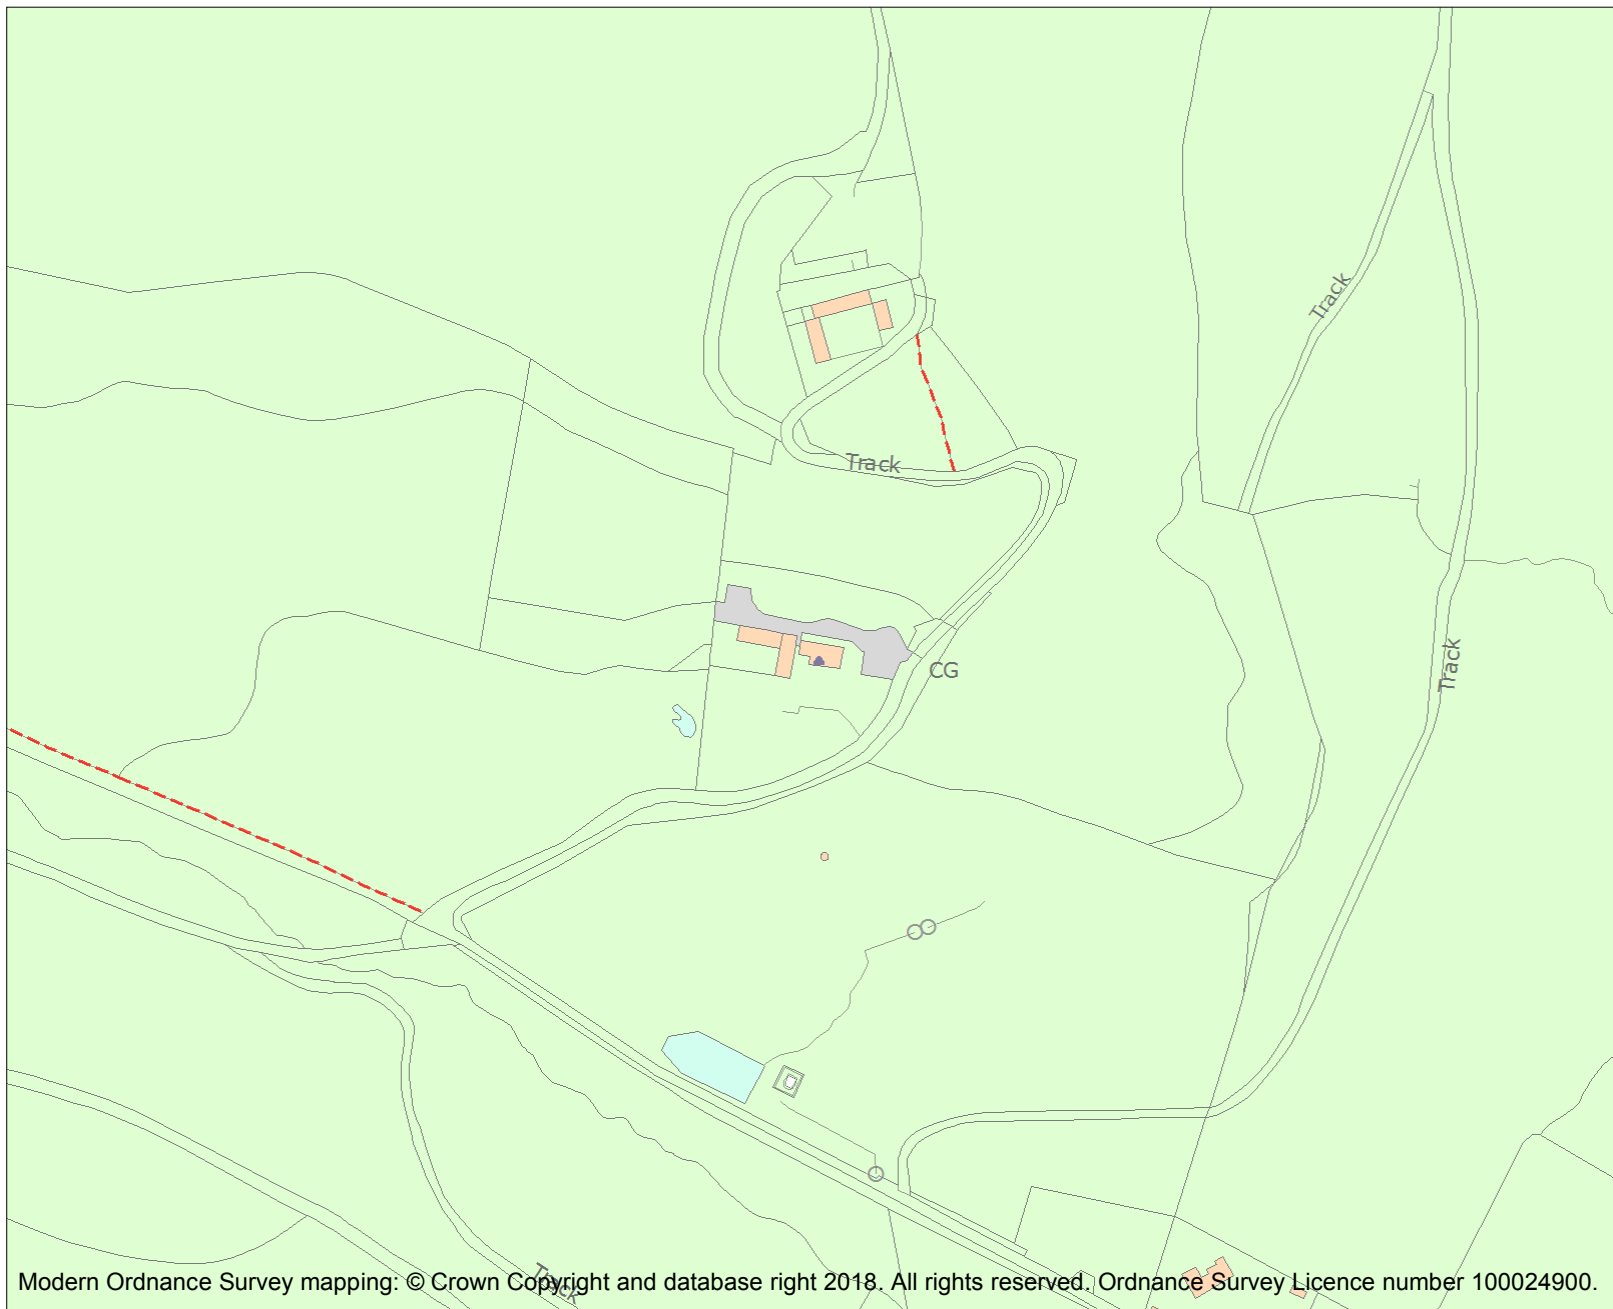 Track
Track
Track
CG
Track
Modern Ordnance Survey mapping: © Crown Copyright and database right 2018. All rights reserved. Ordnance Survey Licence number 100024900.